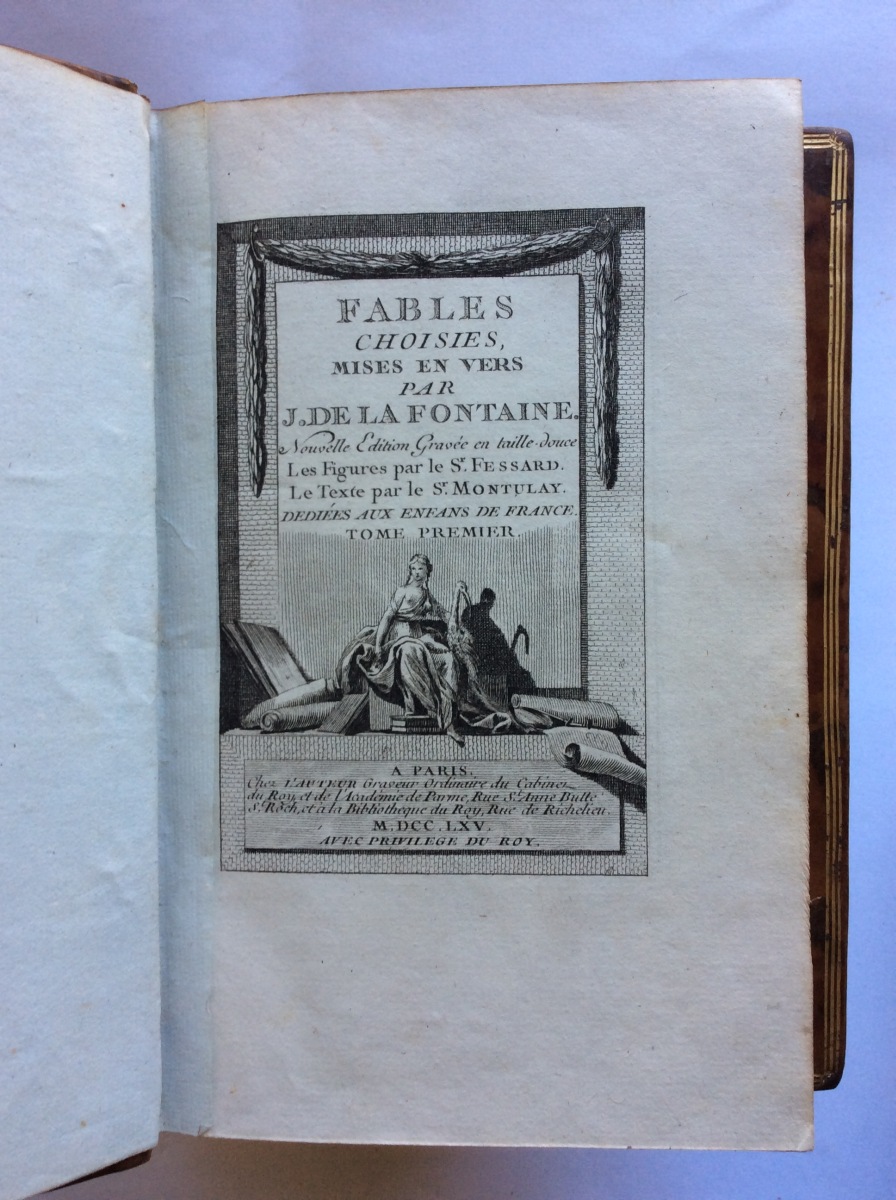 FABLES
CHOISIES,
MISES EN VERS
PAR
J. DE LA FONTAINE.
Nouvelle Edition Gravée en taille-douce
Les Figures par le Sr. FESSARD.
Le Texte par le Sr. MONTULAY.
DEDIÉES AUX ENFANS DE FRANCE.
TOME PREMIER.
A PARIS.
Chez L'AUTEUR Graveur Ordinaire du Cabinet
du Roy, et de l'Académie de Parme, Rue St. Anne Butte
St. Roch, et à la Bibliotheque du Roy, Rue de Richelieu.
M.DCC.LXV.
AVEC PRIVILEGE DU ROY.